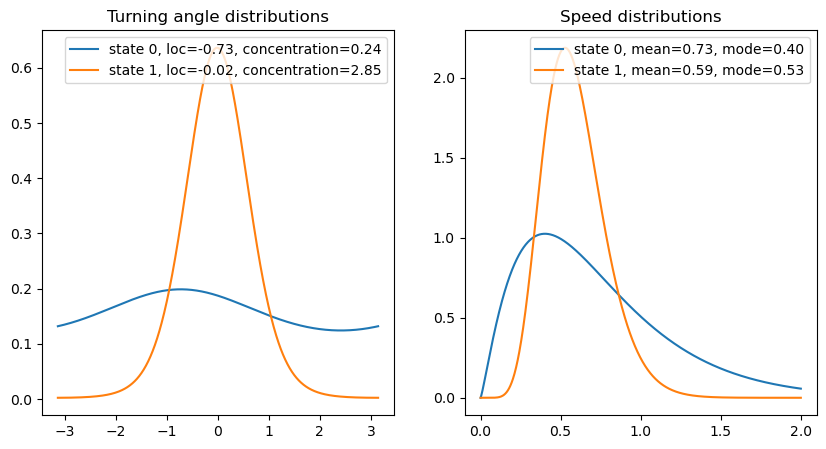 Turning angle distributions
state 0, loc=-0.73, concentration=0.24
state 1, loc=-0.02, concentration=2.85
0.6
0.5
0.4
0.3
0.2
0.1
0.0
−3 −2 −1 0 1 2 3
Speed distributions
state 0, mean=0.73, mode=0.40
state 1, mean=0.59, mode=0.53
2.0
1.5
1.0
0.5
0.0
0.0 0.5 1.0 1.5 2.0